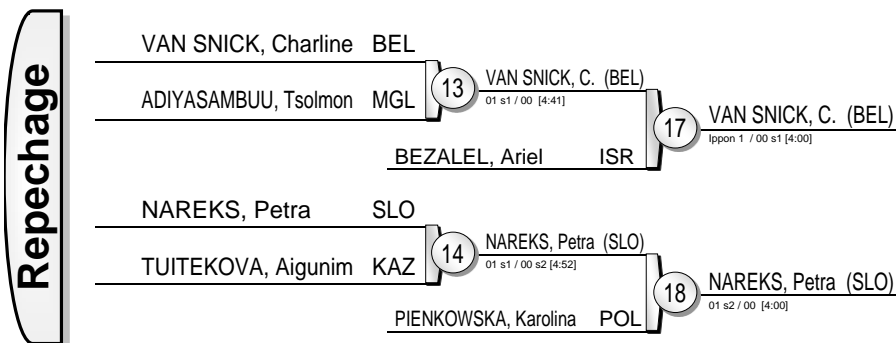 Repechage
VAN SNICK, Charline BEL
ADIYASAMBUU, Tsolmon MGL
13
VAN SNICK, C. (BEL)
01 s1 / 00 [4:41]
BEZALEL, Ariel ISR
17
VAN SNICK, C. (BEL)
Ippon 1 / 00 s1 [4:00]
NAREKS, Petra SLO
TUITEKOVA, Aigunim KAZ
14
NAREKS, Petra (SLO)
01 s1 / 00 s2 [4:52]
PIENKOWSKA, Karolina POL
18
NAREKS, Petra (SLO)
01 s2 / 00 [4:00]